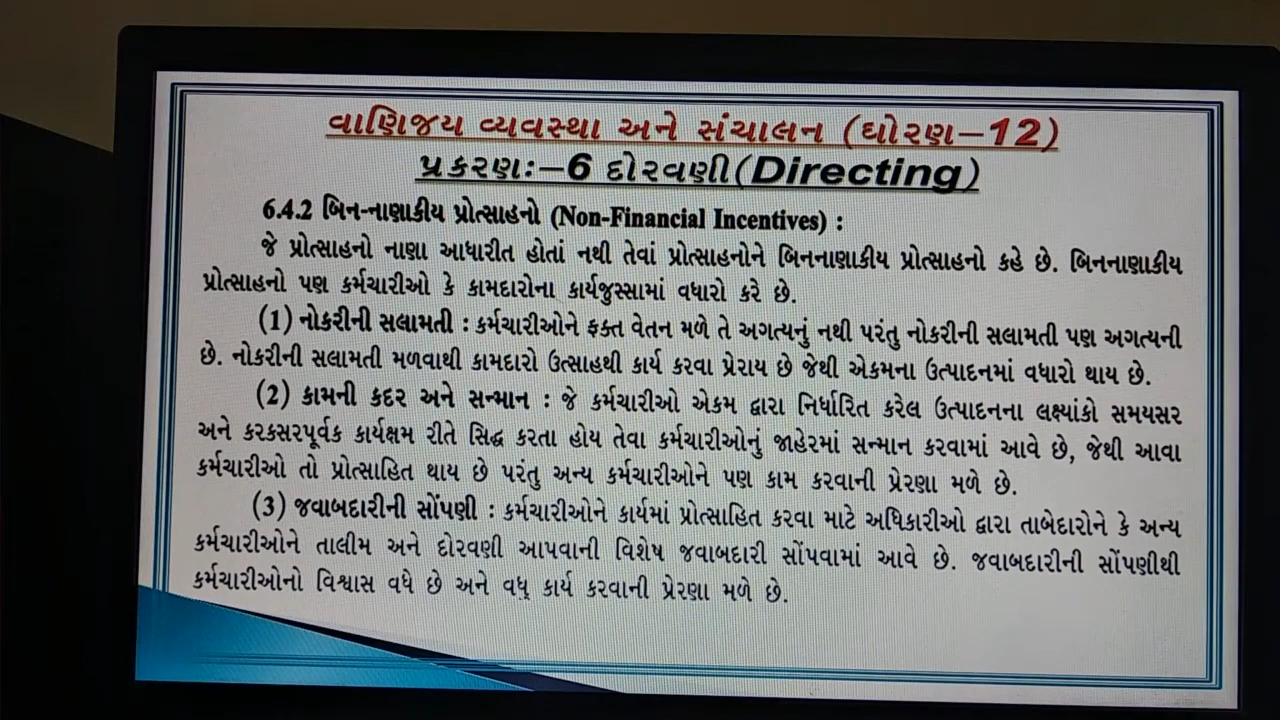 વાણિજય વ્યવસ્થા અને સંચાલન (ધોરણ–12)
પ્રકરણઃ–6 દોરવણી(Directing)
6.4.2 બિન-નાણાકીય પ્રોત્સાહનો (Non-Financial Incentives) :
જે પ્રોત્સાહનો નાણા આધારીત હોતાં નથી તેવાં પ્રોત્સાહનોને બિનનાણાકીય પ્રોત્સાહનો કહે છે. બિનનાણાકીય
પ્રોત્સાહનો પણ કર્મચારીઓ કે કામદારોના કાર્યજુસ્સામાં વધારો કરે છે.
(1) નોકરીની સલામતી : કર્મચારીઓને ફક્ત વેતન મળે તે અગત્યનું નથી પરંતુ નોકરીની સલામતી પણ અગત્યની
છે. નોકરીની સલામતી મળવાથી કામદારો ઉત્સાહથી કાર્ય કરવા પ્રેરાય છે જેથી એકમના ઉત્પાદનમાં વધારો થાય છે.
(2) કામની કદર અને સન્માન : જે કર્મચારીઓ એકમ દ્વારા નિર્ધારિત કરેલ ઉત્પાદનના લક્ષ્યાંકો સમયસર
અને કરકસરપૂર્વક કાર્યક્ષમ રીતે સિદ્ધ કરતા હોય તેવા કર્મચારીઓનું જાહેરમાં સન્માન કરવામાં આવે છે, જેથી આવા
કર્મચારીઓ તો પ્રોત્સાહિત થાય છે પરંતુ અન્ય કર્મચારીઓને પણ કામ કરવાની પ્રેરણા મળે છે.
(3) જવાબદારીની સોંપણી : કર્મચારીઓને કાર્યમાં પ્રોત્સાહિત કરવા માટે અધિકારીઓ દ્વારા તાબેદારોને કે અન્ય
કર્મચારીઓને તાલીમ અને દોરવણી આપવાની વિશેષ જવાબદારી સોંપવામાં આવે છે. જવાબદારીની સોંપણીથી
કર્મચારીઓનો વિશ્વાસ વધે છે અને વધુ કાર્ય કરવાની પ્રેરણા મળે છે.